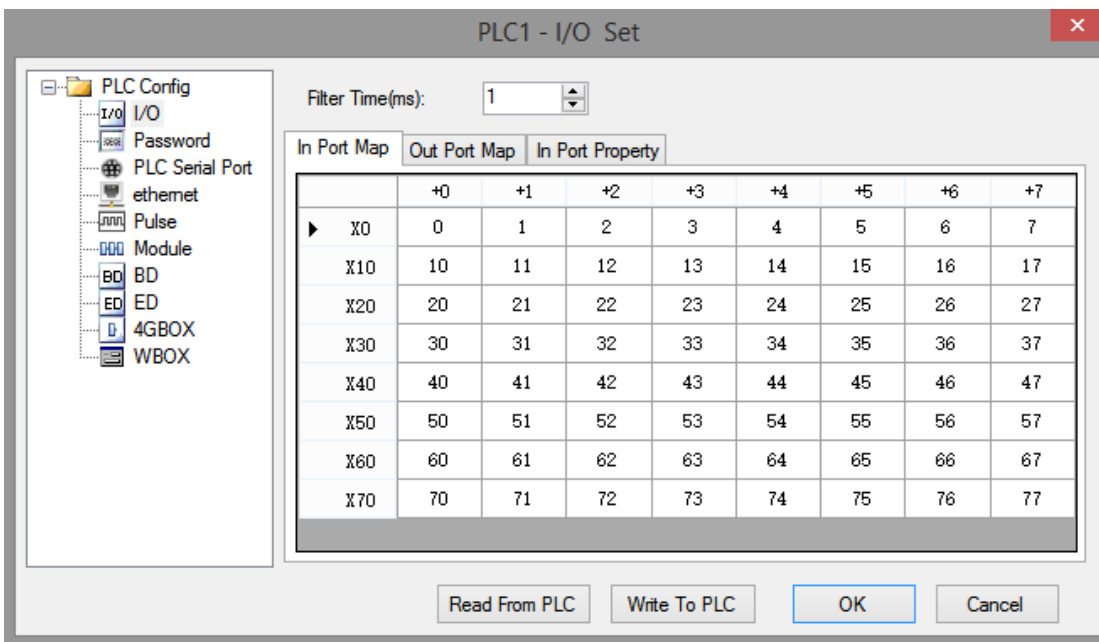 PLC1 - I/O Set
PLC Config
I/O
Password
PLC Serial Port
ethernet
Pulse
Module
BD
ED
4GBOX
WBOX
Filter Time(ms): 1
In Port Map Out Port Map In Port Property
+0 +1 +2 +3 +4 +5 +6 +7
X0 0 1 2 3 4 5 6 7
X10 10 11 12 13 14 15 16 17
X20 20 21 22 23 24 25 26 27
X30 30 31 32 33 34 35 36 37
X40 40 41 42 43 44 45 46 47
X50 50 51 52 53 54 55 56 57
X60 60 61 62 63 64 65 66 67
X70 70 71 72 73 74 75 76 77
Read From PLC Write To PLC OK Cancel